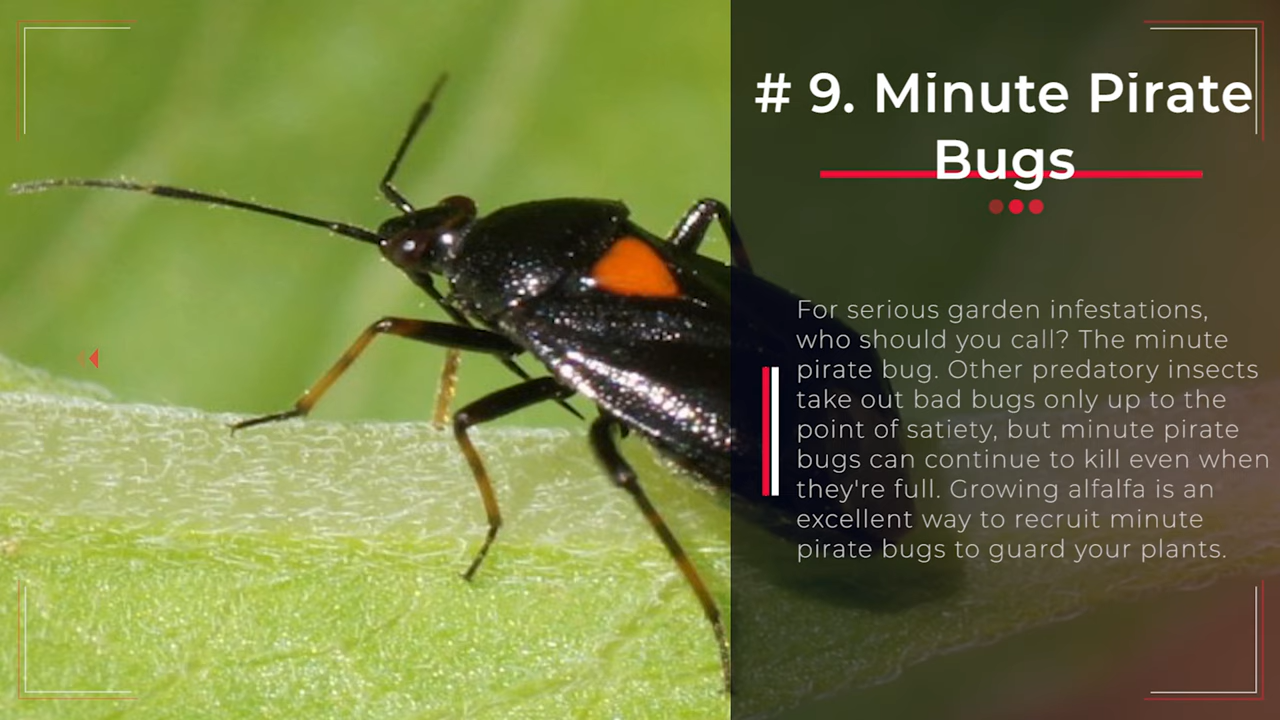 # 9. Minute Pirate
Bugs
For serious garden infestations,
who should you call? The minute
pirate bug. Other predatory insects
take out bad bugs only up to the
point of satiety, but minute pirate
bugs can continue to kill even when
they're full. Growing alfalfa is an
excellent way to recruit minute
pirate bugs to guard your plants.